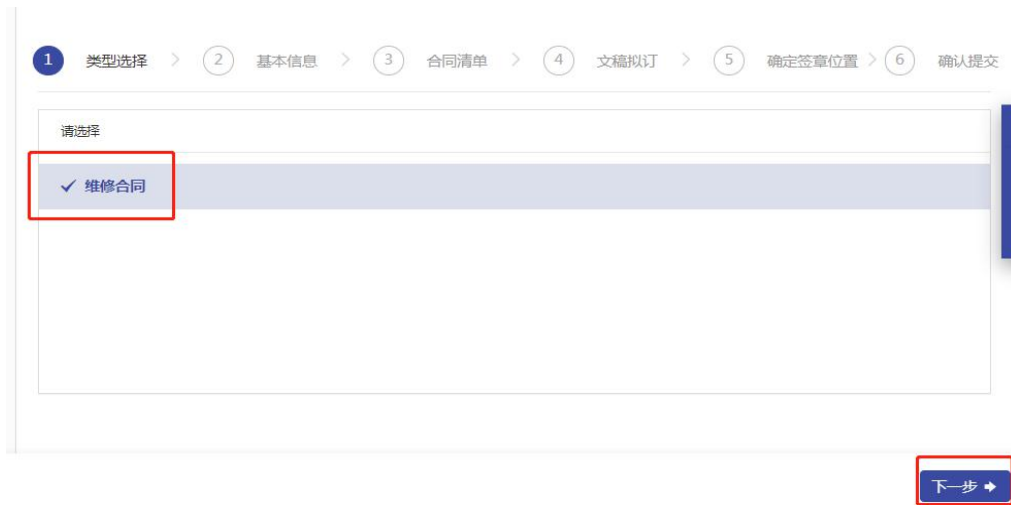 1 类型选择 > 2 基本信息 > 3 合同清单 > 4 文稿拟订 > 5 确定签章位置 > 6 确认提交
请选择
✓ 维修合同
下一步 ➜